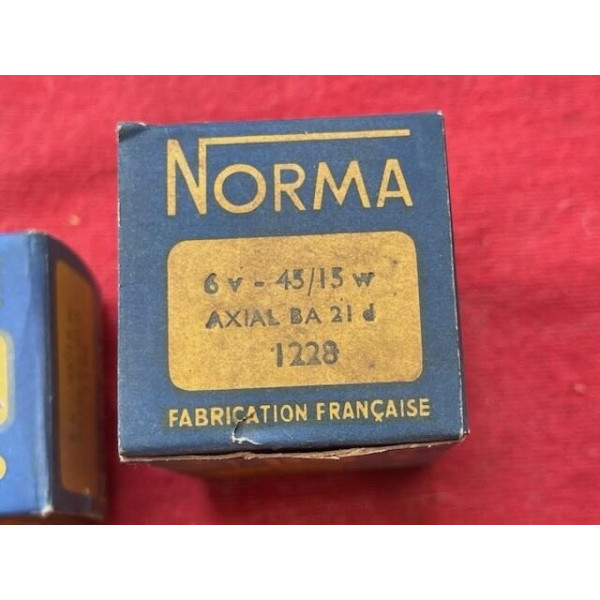 NORMA
6 v - 45/15 w
AXIAL BA 21 d
1228
FABRICATION FRANÇAISE